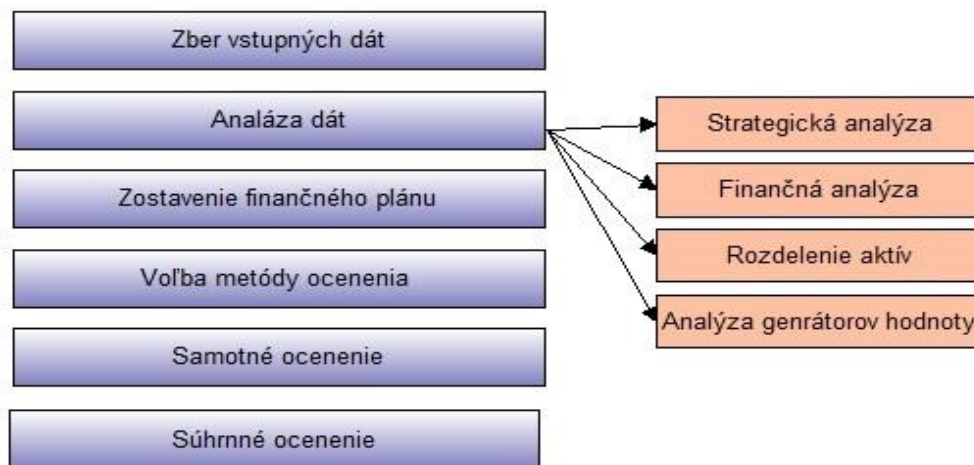 Zber vstupných dát
Analáza dát
Zostavenie finančného plánu
Voľba metódy ocenenia
Samotné ocenenie
Súhrnné ocenenie
Strategická analýza
Finančná analýza
Rozdelenie aktív
Analýza genrátorov hodnoty